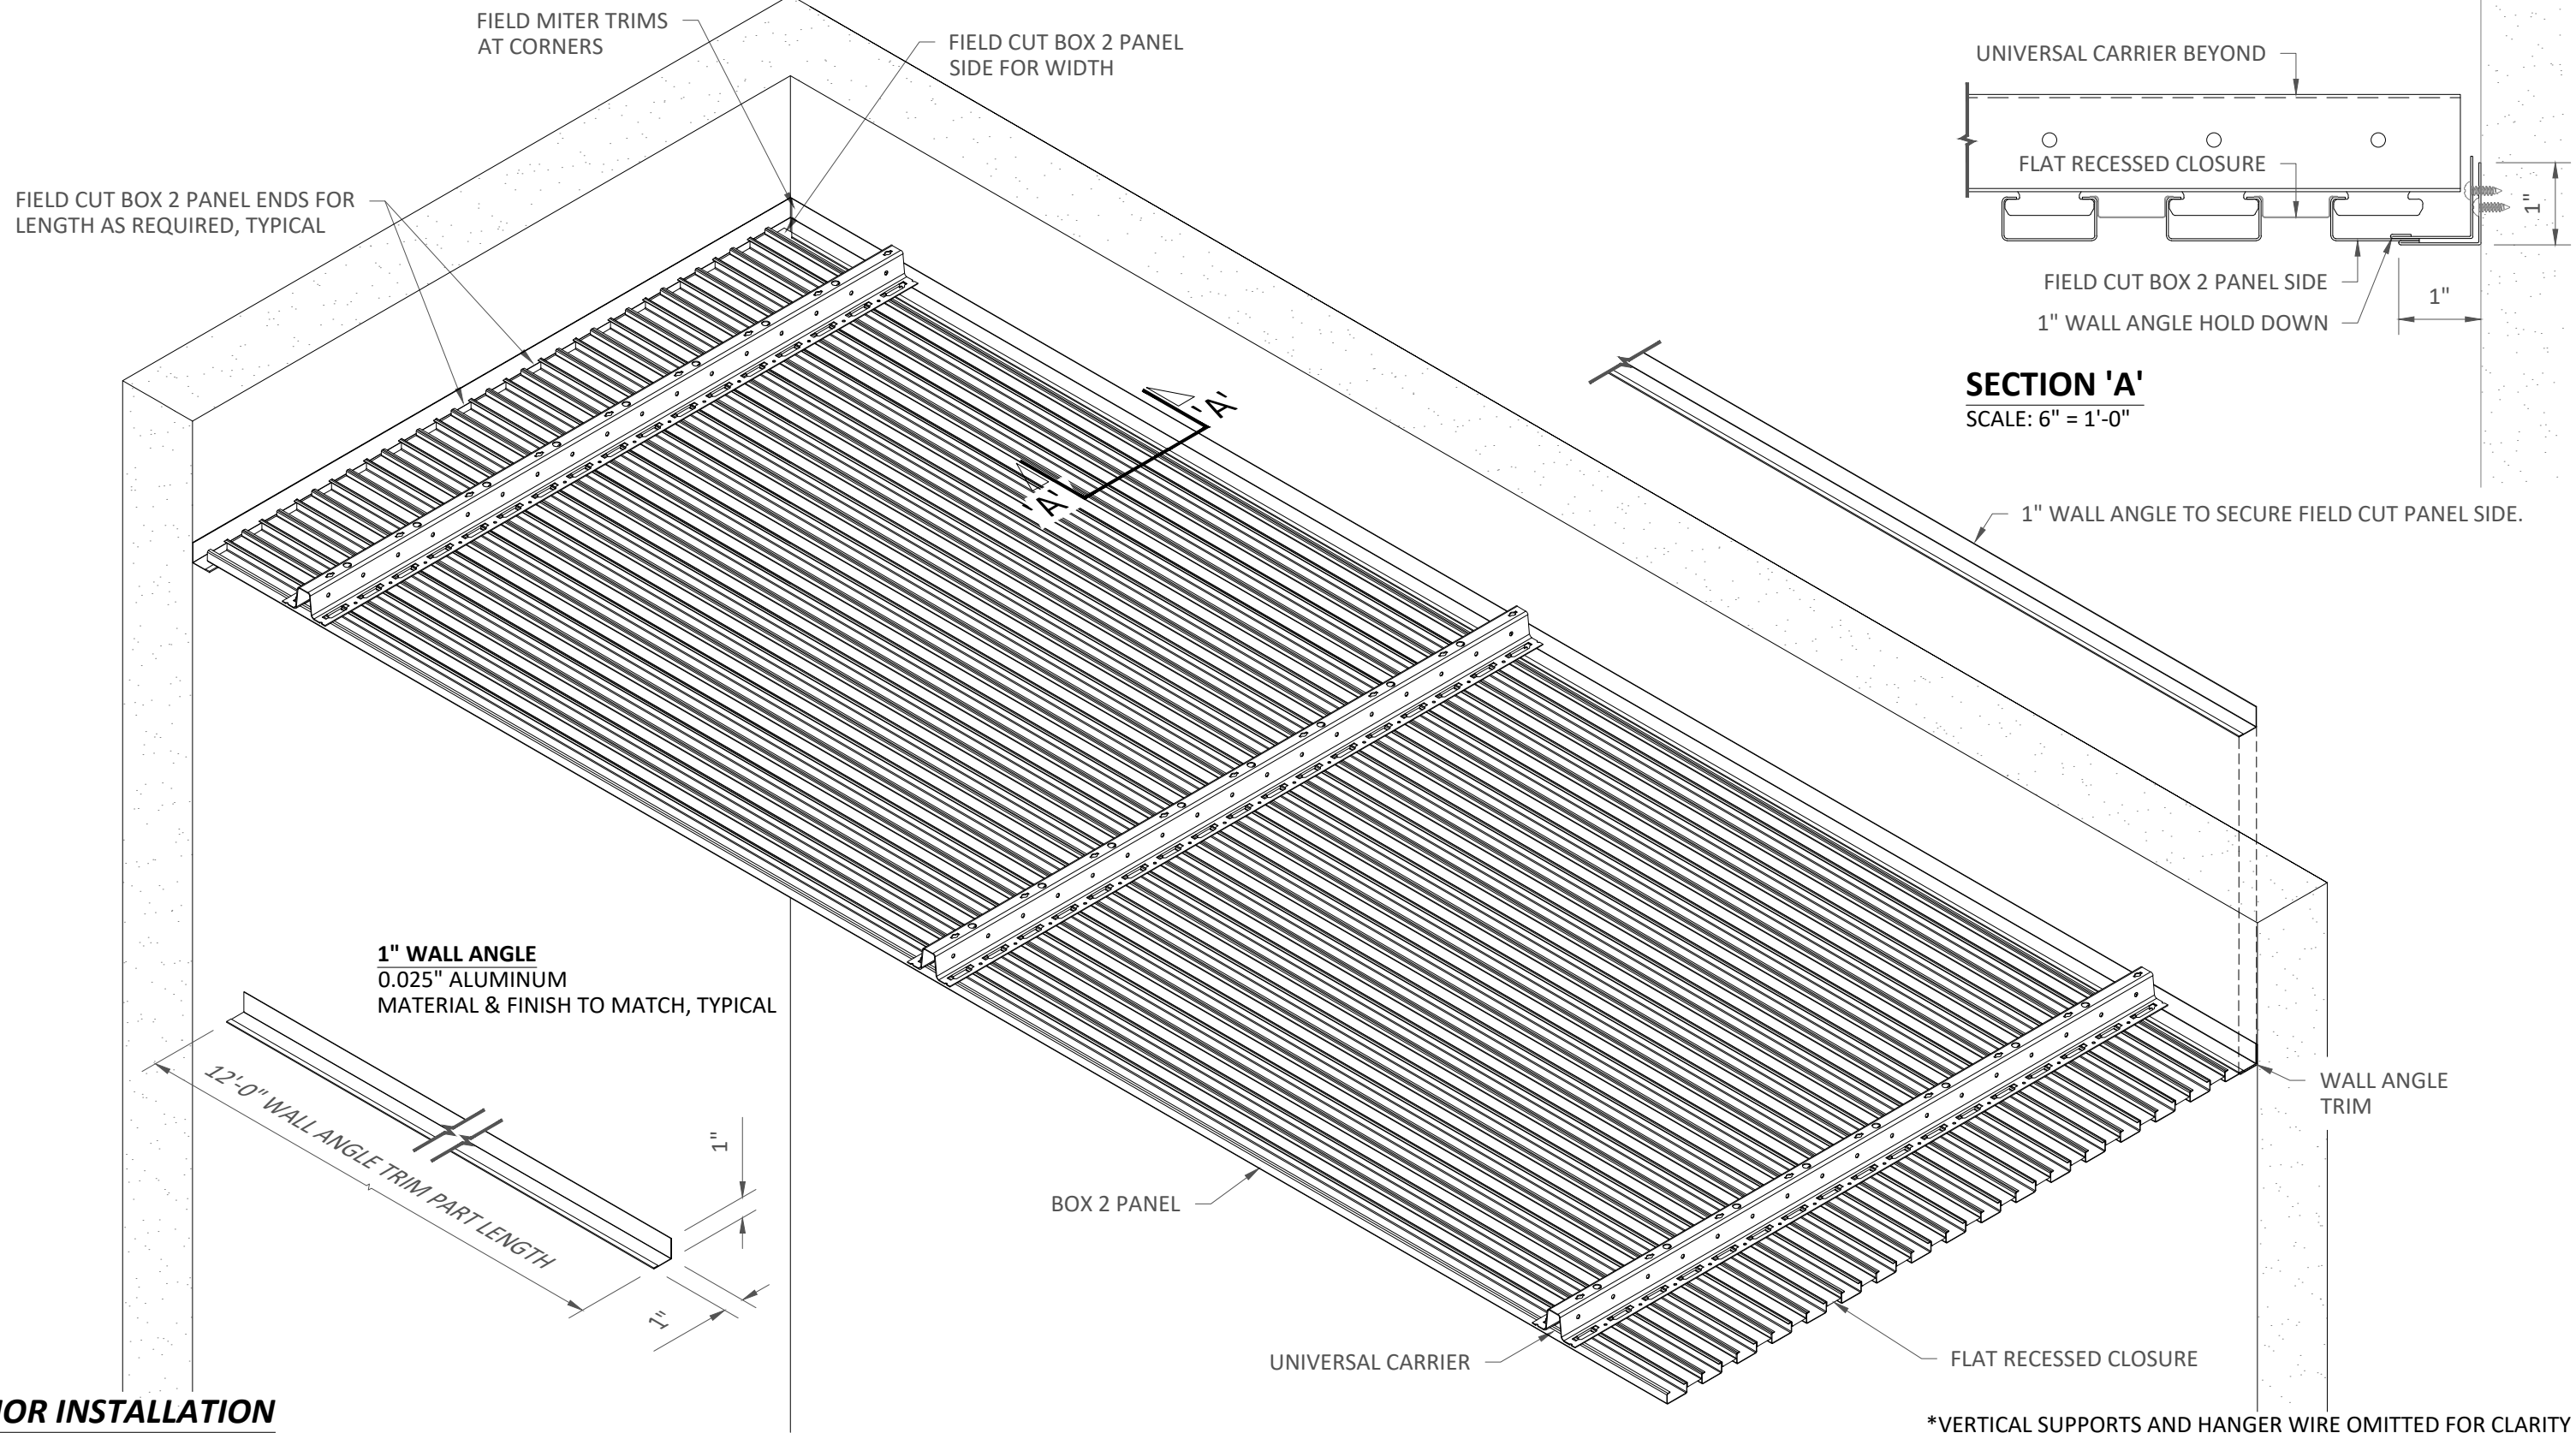 FIELD MITER TRIMS
AT CORNERS
FIELD CUT BOX 2 PANEL
SIDE FOR WIDTH
FIELD CUT BOX 2 PANEL ENDS FOR
LENGTH AS REQUIRED, TYPICAL
UNIVERSAL CARRIER BEYOND
FLAT RECESSED CLOSURE
1"
FIELD CUT BOX 2 PANEL SIDE
1"
1" WALL ANGLE HOLD DOWN
SECTION 'A'
SCALE: 6" = 1'-0"
'A'
'A'
1" WALL ANGLE TO SECURE FIELD CUT PANEL SIDE.
1" WALL ANGLE
0.025" ALUMINUM
MATERIAL & FINISH TO MATCH, TYPICAL
12'-0" WALL ANGLE TRIM PART LENGTH
1"
1"
WALL ANGLE
TRIM
BOX 2 PANEL
UNIVERSAL CARRIER
FLAT RECESSED CLOSURE
INSTALLATION
*VERTICAL SUPPORTS AND HANGER WIRE OMITTED FOR CLARITY